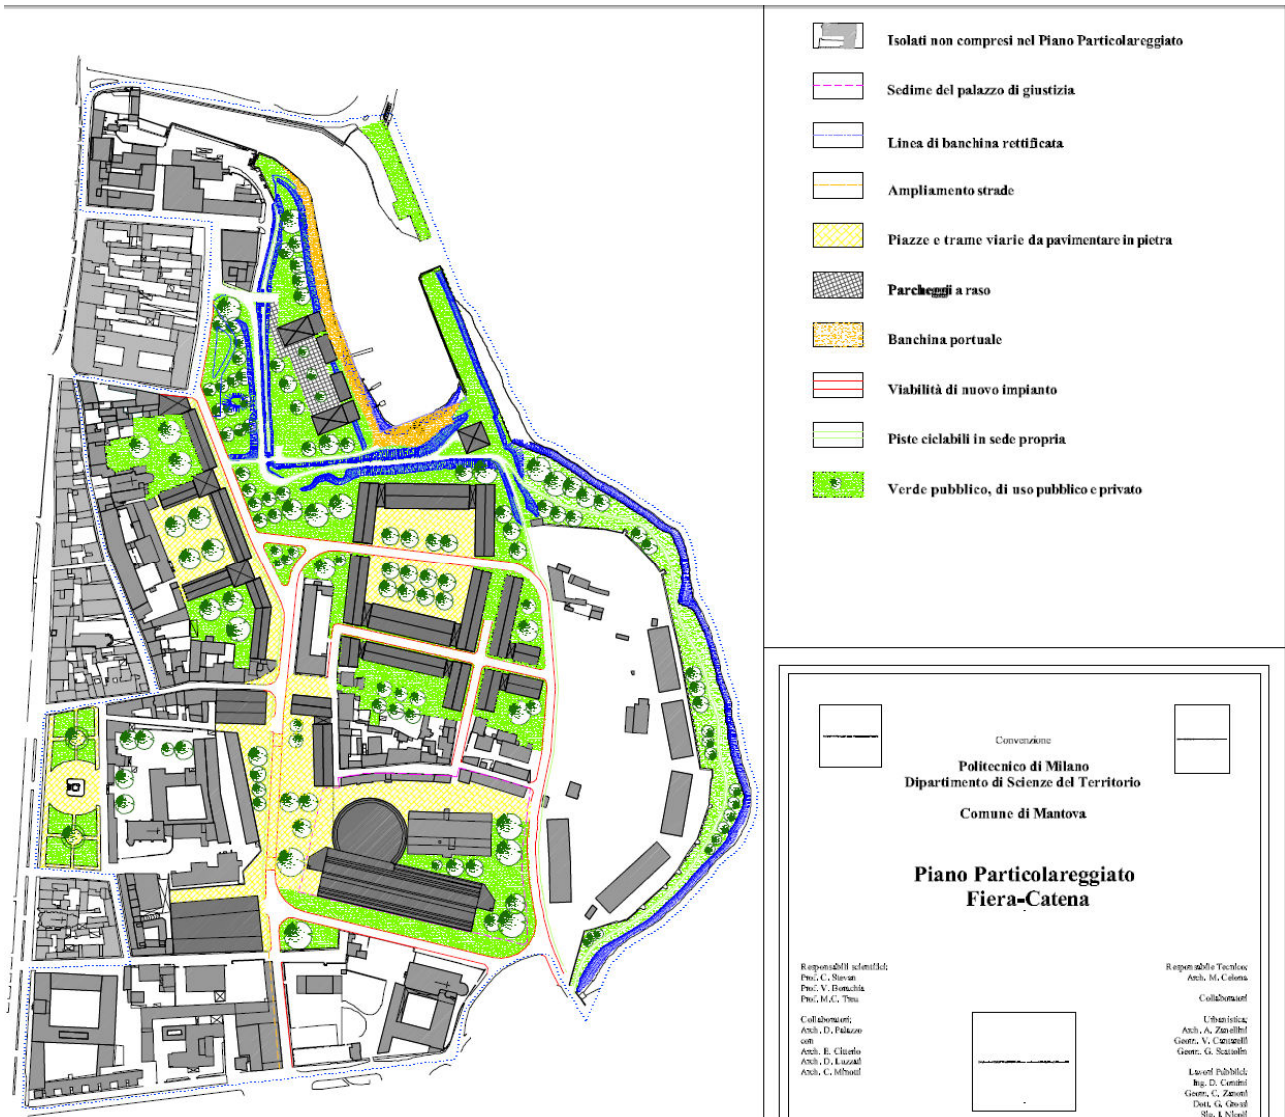 Isolati non compresi nel Piano Particolareggiato
Sedime del palazzo di giustizia
Linea di banchina rettificata
Ampliamento strade
Piazze e trame viarie da pavimentare in pietra
Parcheggi a raso
Banchina portuale
Viabilità di nuovo impianto
Piste ciclabili in sede propria
Verde pubblico, di uso pubblico e privato
Convenzione
Politecnico di Milano
Dipartimento di Scienze del Territorio
Comune di Mantova
Piano Particolareggiato
Fiera-Catena
Responsabili scientifici:
Prof. C. Stevan
Prof. V.
Prof. M.C. Treu
Collaboratori:
Arch. D. Palazzo
con
Arch. E. Citterio
Arch. D. Luzzati
Arch. C.
Responsabile Tecnico:
Arch. M. Celona
Collaboratori
Urbanistica:
Arch. A. Zanellini
Geom. V.
Geom. G. Scattolin
Lavori Pubblici:
Ing. D. Contini
Geom. C. Zanoni
Dott. G. Grossi
Sig. I. Nicoli